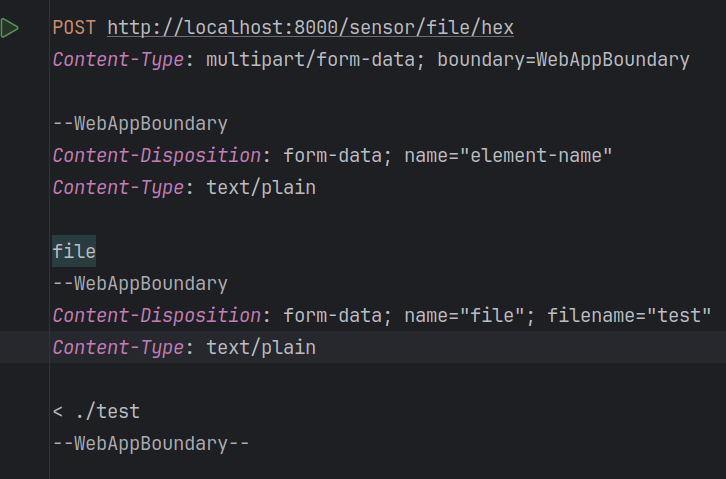 POST http://localhost:8000/sensor/file/hex
Content-Type: multipart/form-data; boundary=WebAppBoundary
--WebAppBoundary
Content-Disposition: form-data; name="element-name"
Content-Type: text/plain
file
--WebAppBoundary
Content-Disposition: form-data; name="file"; filename="test"
Content-Type: text/plain
< ./test
--WebAppBoundary--